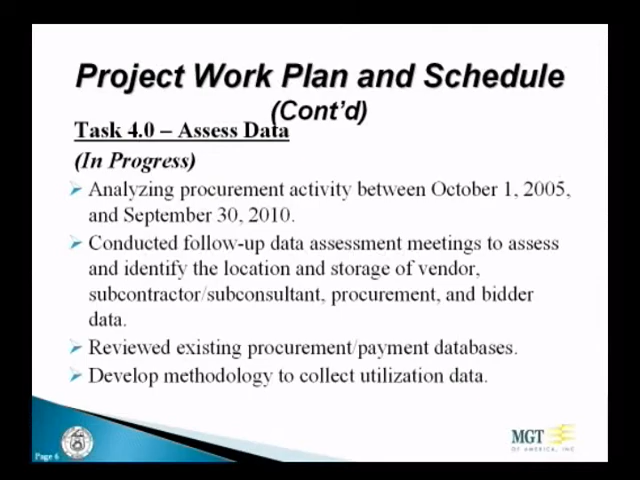 Project Work Plan and Schedule
(Cont'd)
Task 4.0 – Assess Data
(In Progress)
Analyzing procurement activity between October 1, 2005,
and September 30, 2010.
Conducted follow-up data assessment meetings to assess
and identify the location and storage of vendor,
subcontractor/subconsultant, procurement, and bidder
data.
Reviewed existing procurement/payment databases.
Develop methodology to collect utilization data.
Page 6
MGT
OF AMERICA, INC.